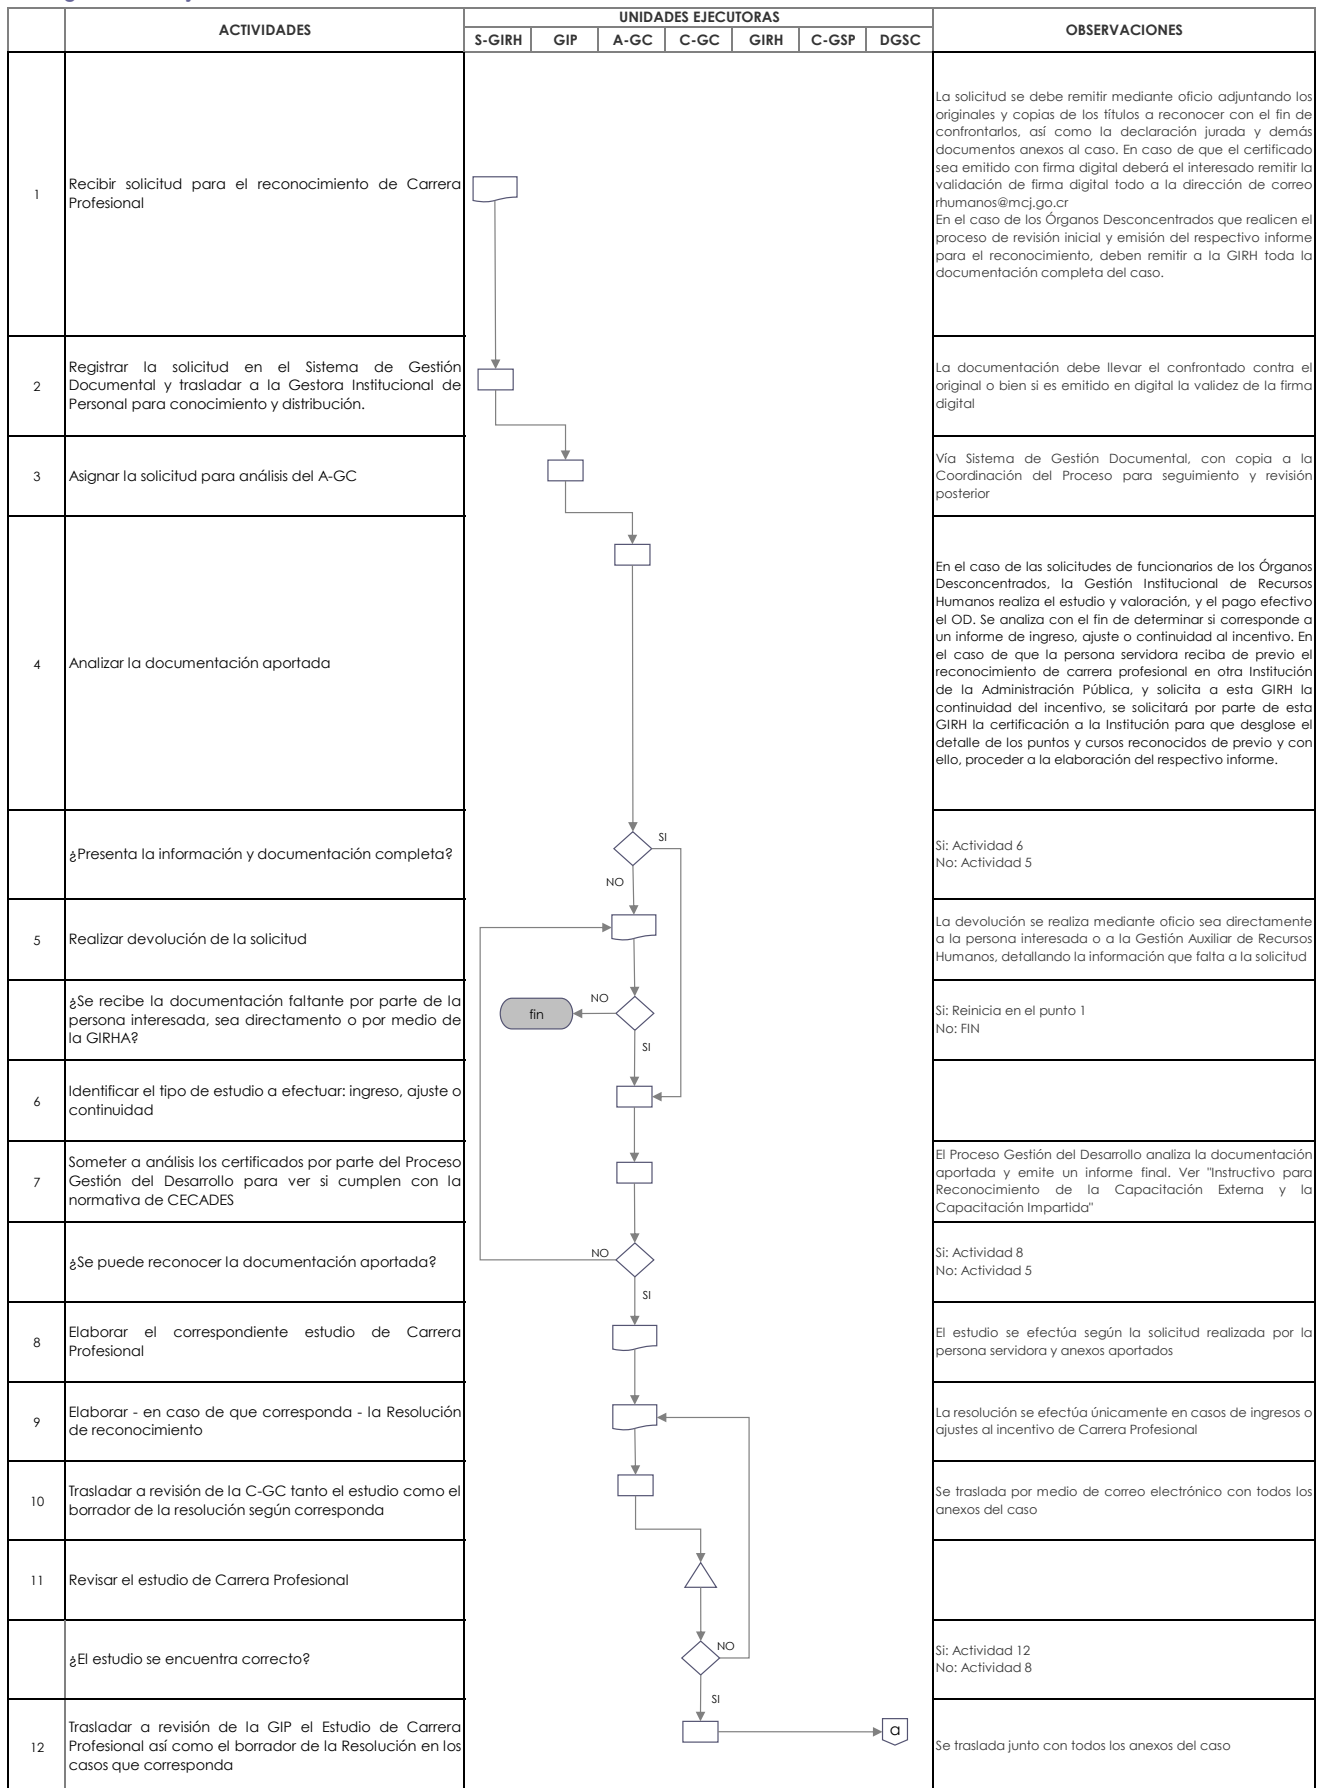 ACTIVIDADES
UNIDADES EJECUTORAS
OBSERVACIONES
S-GIRH GIP A-GC C-GC GIRH C-GSP DGSC
1
Recibir solicitud para el reconocimiento de Carrera
Profesional
La solicitud se debe remitir mediante oficio adjuntando los
originales y copias de los títulos a reconocer con el fin de
confrontarlos, así como la declaración jurada y demás
documentos anexos al caso. En caso de que el certificado
sea emitido con firma digital deberá el interesado remitir la
validación de firma digital todo a la dirección de correo
rhumanos@mcj.go.cr
En el caso de los Órganos Desconcentrados que realicen el
proceso de revisión inicial y emisión del respectivo informe
para el reconocimiento, deben remitir a la GIRH toda la
documentación completa del caso.
2
Registrar la solicitud en el Sistema de Gestión
Documental y trasladar a la Gestora Institucional de
Personal para conocimiento y distribución.
La documentación debe llevar el confrontado contra el
original o bien si es emitido en digital la validez de la firma
digital
3
Asignar la solicitud para análisis del A-GC
Vía Sistema de Gestión Documental, con copia a la
Coordinación del Proceso para seguimiento y revisión
posterior
4
Analizar la documentación aportada
En el caso de las solicitudes de funcionarios de los Órganos
Desconcentrados, la Gestión Institucional de Recursos
Humanos realiza el estudio y valoración, y el pago efectivo
el OD. Se analiza con el fin de determinar si corresponde a
un informe de ingreso, ajuste o continuidad al incentivo. En
el caso de que la persona servidora reciba de previo el
reconocimiento de carrera profesional en otra Institución
de la Administración Pública, y solicita a esta GIRH la
continuidad del incentivo, se solicitará por parte de esta
GIRH la certificación a la Institución para que desglose el
detalle de los puntos y cursos reconocidos de previo y con
ello, proceder a la elaboración del respectivo informe.
¿Presenta la información y documentación completa?
SI
NO
Si: Actividad 6
No: Actividad 5
5
Realizar devolución de la solicitud
La devolución se realiza mediante oficio sea directamente
a la persona interesada o a la Gestión Auxiliar de Recursos
Humanos, detallando la información que falta a la solicitud
¿Se recibe la documentación faltante por parte de la
persona interesada, sea directamento o por medio de
la GIRHA?
fin
NO
SI
Si: Reinicia en el punto 1
No: FIN
6
Identificar el tipo de estudio a efectuar: ingreso, ajuste o
continuidad
7
Someter a análisis los certificados por parte del Proceso
Gestión del Desarrollo para ver si cumplen con la
normativa de CECADES
El Proceso Gestión del Desarrollo analiza la documentación
aportada y emite un informe final. Ver "Instructivo para
Reconocimiento de la Capacitación Externa y la
Capacitación Impartida"
¿Se puede reconocer la documentación aportada?
NO
SI
Si: Actividad 8
No: Actividad 5
8
Elaborar el correspondiente estudio de Carrera
Profesional
El estudio se efectúa según la solicitud realizada por la
persona servidora y anexos aportados
9
Elaborar - en caso de que corresponda - la Resolución
de reconocimiento
La resolución se efectúa únicamente en casos de ingresos o
ajustes al incentivo de Carrera Profesional
10
Trasladar a revisión de la C-GC tanto el estudio como el
borrador de la resolución según corresponda
Se traslada por medio de correo electrónico con todos los
anexos del caso
11
Revisar el estudio de Carrera Profesional
¿El estudio se encuentra correcto?
NO
SI
Si: Actividad 12
No: Actividad 8
12
Trasladar a revisión de la GIP el Estudio de Carrera
Profesional así como el borrador de la Resolución en los
casos que corresponda
a
Se traslada junto con todos los anexos del caso